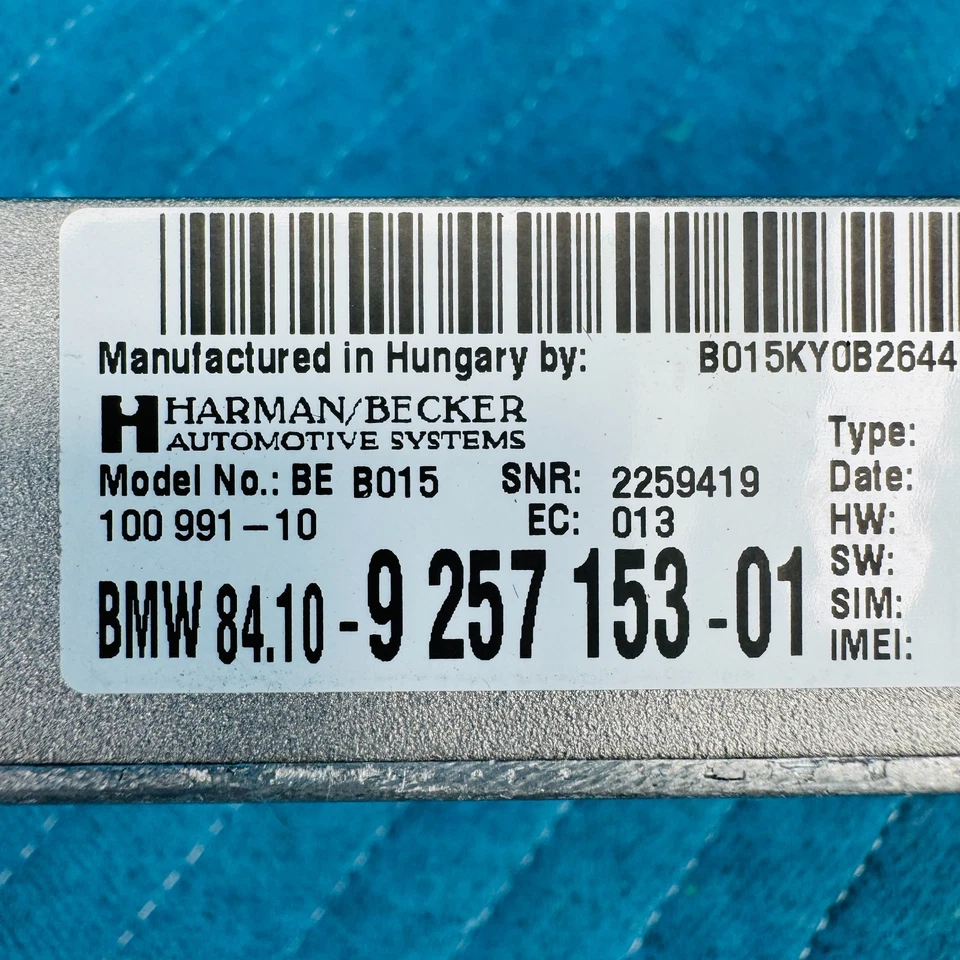 Manufactured in Hungary by: B015KY0B2644
HARMAN/BECKER
AUTOMOTIVE SYSTEMS
Type:
Model No.: BE B015 SNR: 2259419 Date:
100 991-10 EC: 013 HW:
SW:
BMW 84.10-9 257 153-01 SIM:
IMEI: